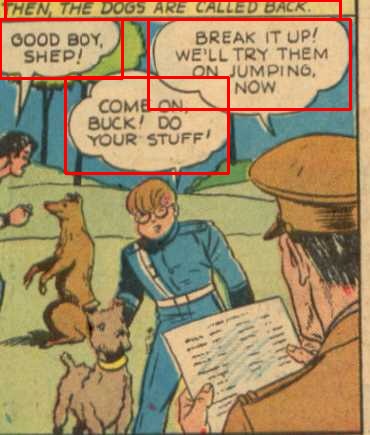 THEN, THE DOGS ARE CALLED BACK.
GOOD BOY,
SHEP!
BREAK IT UP!
WE'LL TRY THEM
ON JUMPING,
NOW
COME ON,
BUCK! DO
YOUR STUFF!